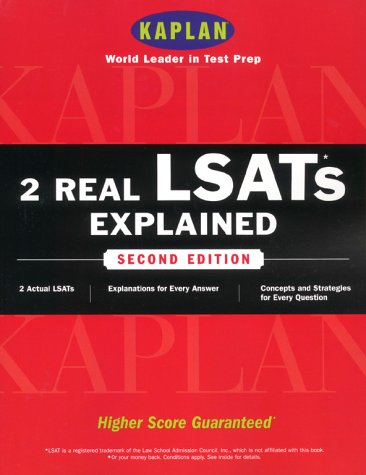 KAPLAN
World Leader in Test Prep
KAPLAN
2 REAL LSATs*
EXPLAINED
SECOND EDITION
2 Actual LSATs Explanations for Every Answer Concepts and Strategies
for Every Question
KAPLAN
Higher Score Guaranteed*
*LSAT is a registered trademark of the Law School Admission Council, Inc., which is not affiliated with this book.
*Or your money back. Conditions apply. See inside for details.